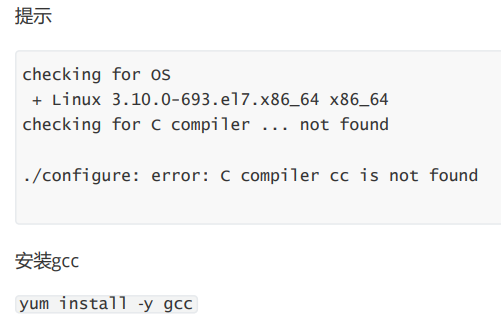 提示
checking for OS
 + Linux 3.10.0-693.el7.x86_64 x86_64
checking for C compiler ... not found
./configure: error: C compiler cc is not found
安装gcc
yum install -y gcc